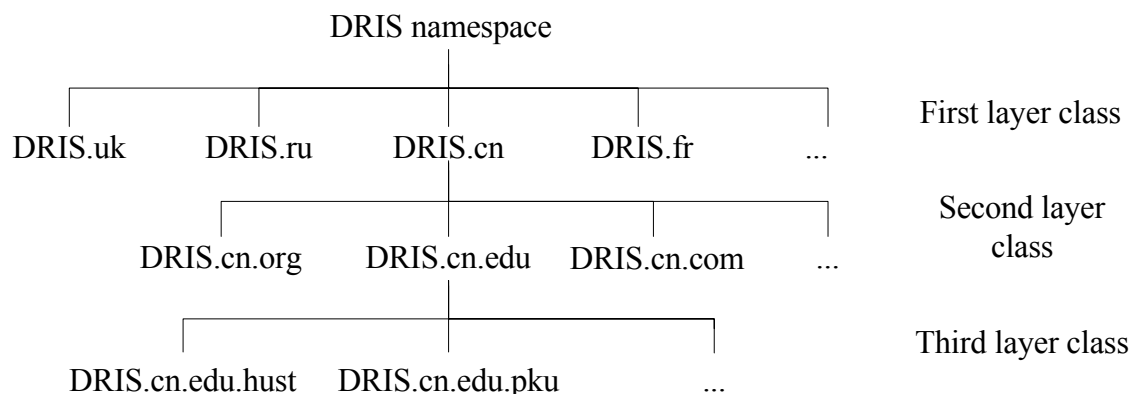 DRIS namespace
First layer class
DRIS.uk DRIS.ru DRIS.cn DRIS.fr ...
Second layer
class
DRIS.cn.org DRIS.cn.edu DRIS.cn.com ...
Third layer class
DRIS.cn.edu.hust DRIS.cn.edu.pku ...